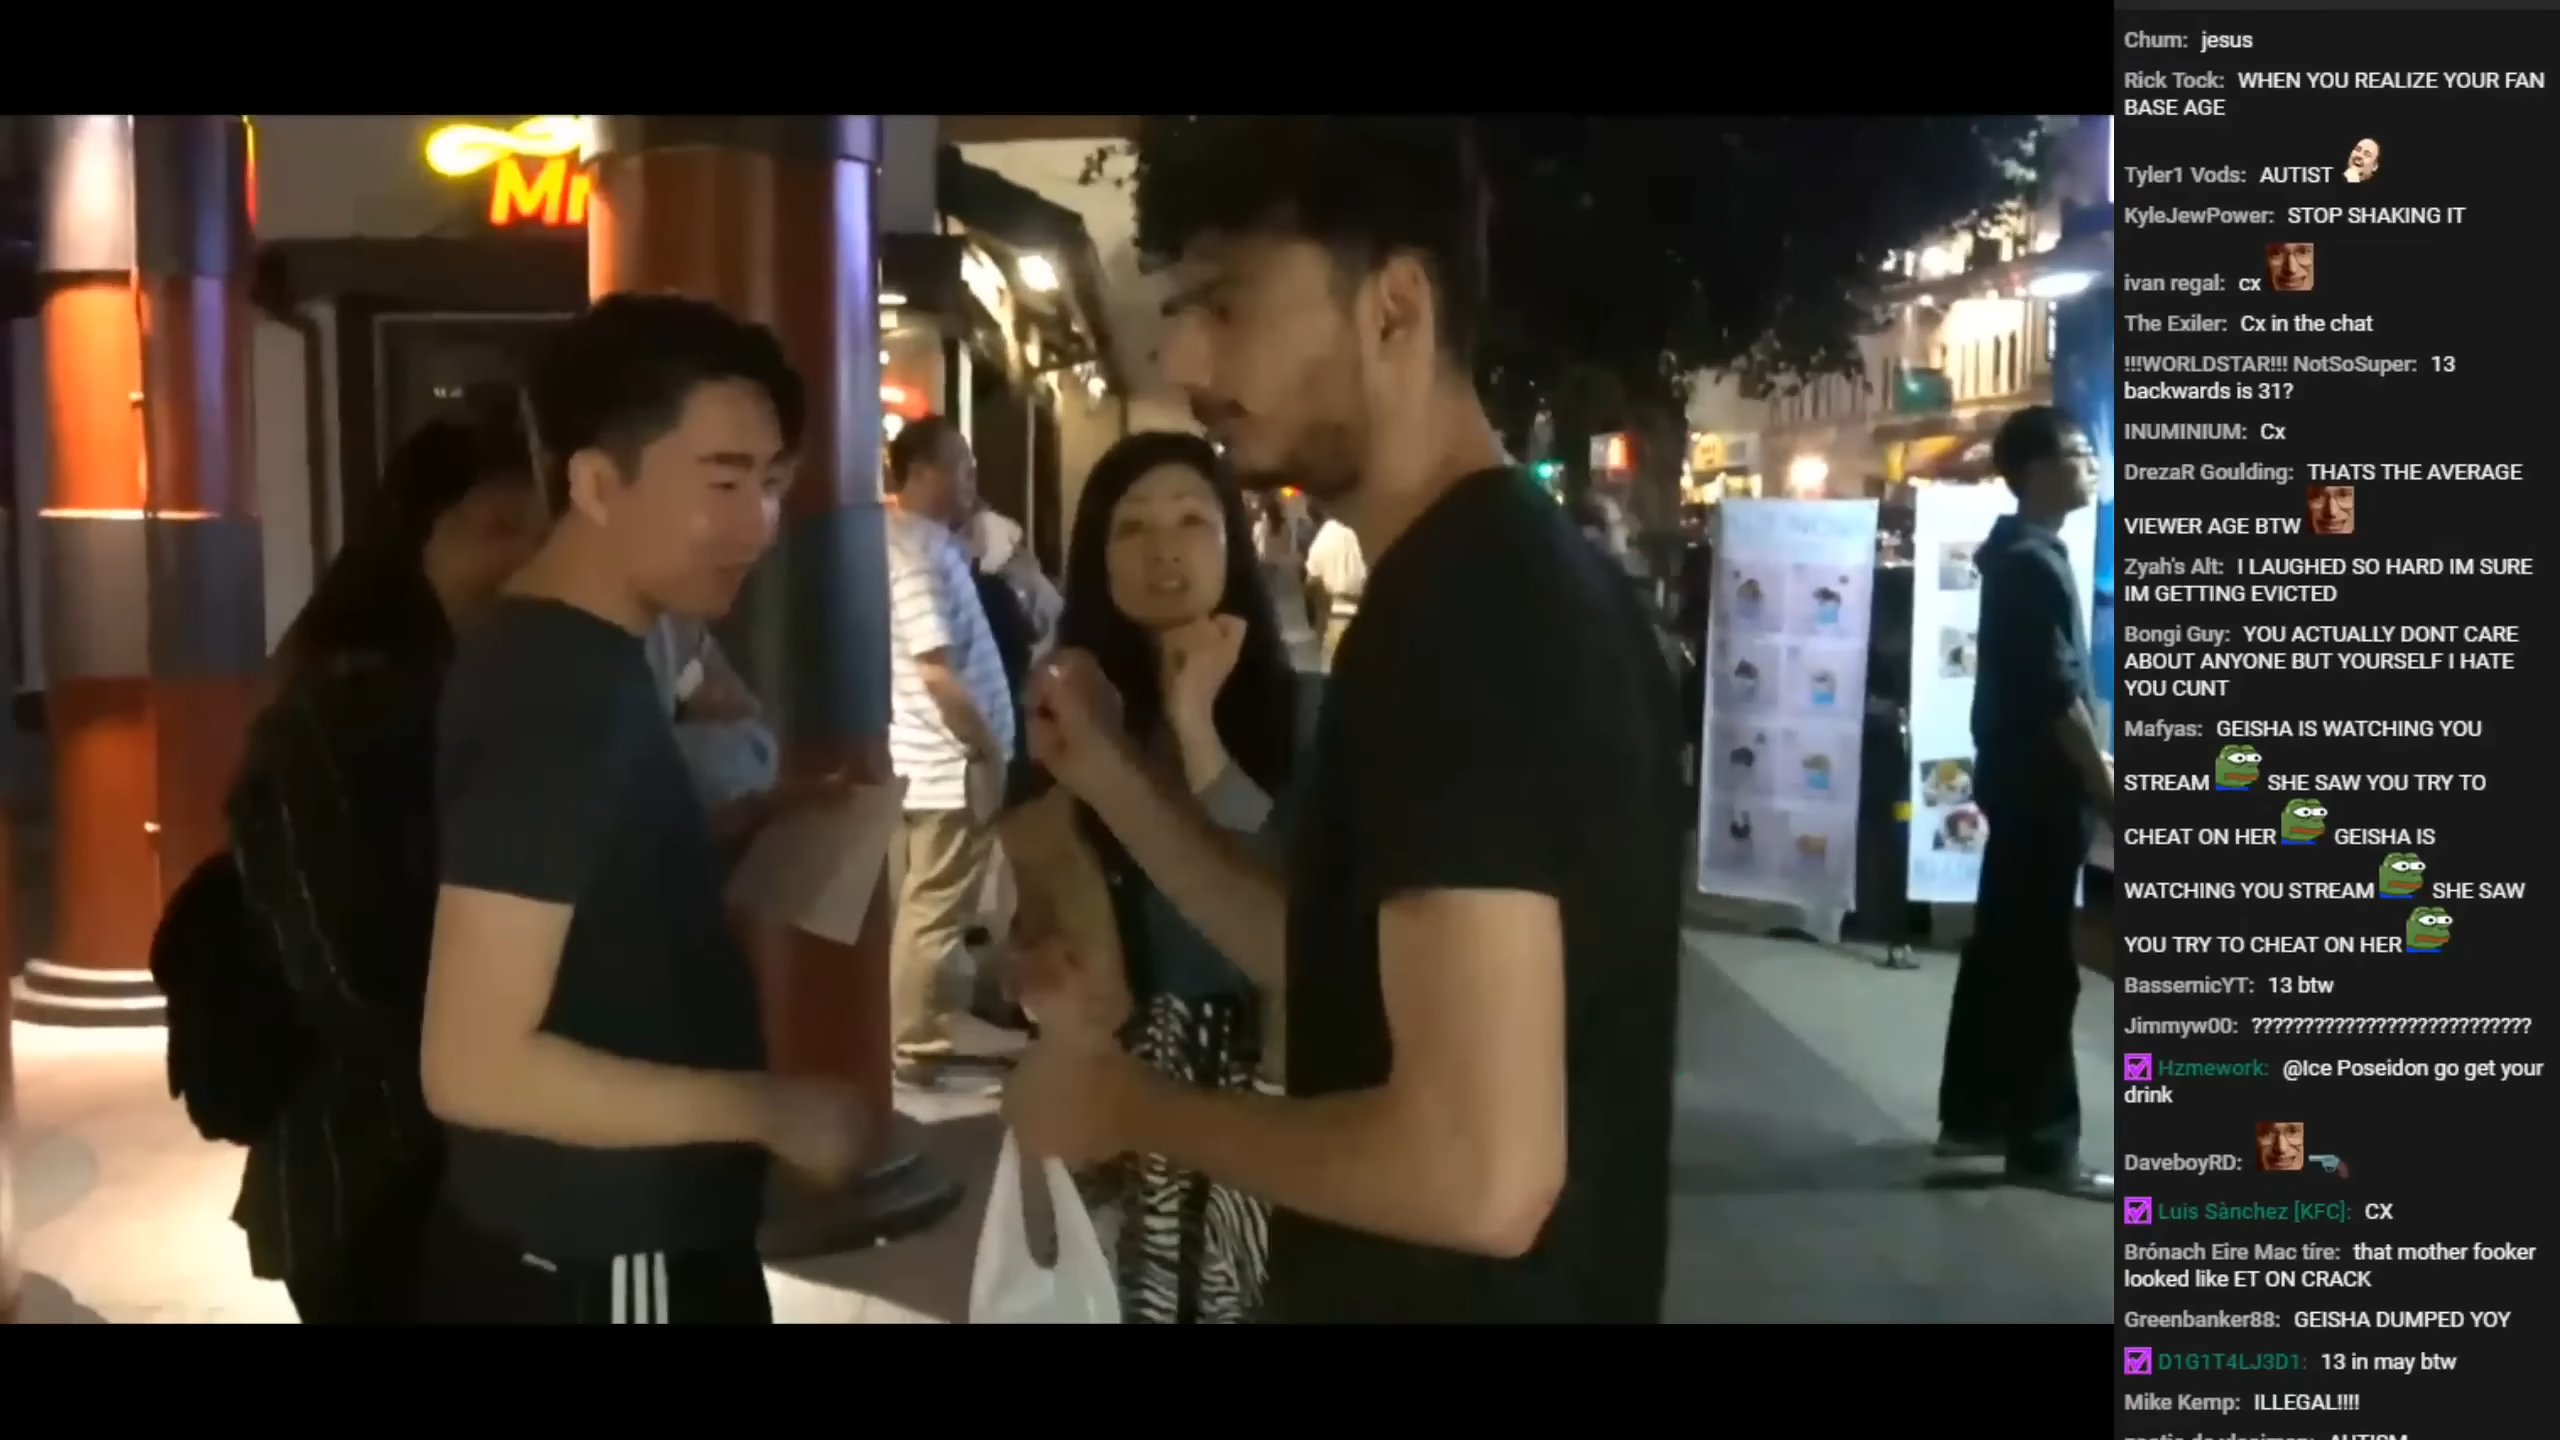 Mr
Chum: jesus
Rick Tock: WHEN YOU REALIZE YOUR FAN
BASE AGE
Tyler1 Vods: AUTIST
KyleJewPower: STOP SHAKING IT
ivan regal: cx
The Exiler: Cx in the chat
!!!WORLDSTAR!!! NotSoSuper: 13
backwards is 31?
INUMINIUM: Cx
DrezaR Goulding: THATS THE AVERAGE
VIEWER AGE BTW
Zyah's Alt: I LAUGHED SO HARD IM SURE
IM GETTING EVICTED
Bongi Guy: YOU ACTUALLY DONT CARE
ABOUT ANYONE BUT YOURSELF I HATE
YOU CUNT
Mafyas: GEISHA IS WATCHING YOU
STREAM SHE SAW YOU TRY TO
CHEAT ON HER GEISHA IS
WATCHING YOU STREAM SHE SAW
YOU TRY TO CHEAT ON HER
BassernicYT: 13 btw
Jimmyw00: ???????????????????????????
Hzmework: @Ice Poseidon go get your
drink
DaveboyRD:
Luis Sànchez [KFC]: CX
Brónach Eire Mac tíre: that mother fooker
looked like ET ON CRACK
Greenbanker88: GEISHA DUMPED YOY
D1G1T4LJ3D1: 13 in may btw
Mike Kemp: ILLEGAL!!!!